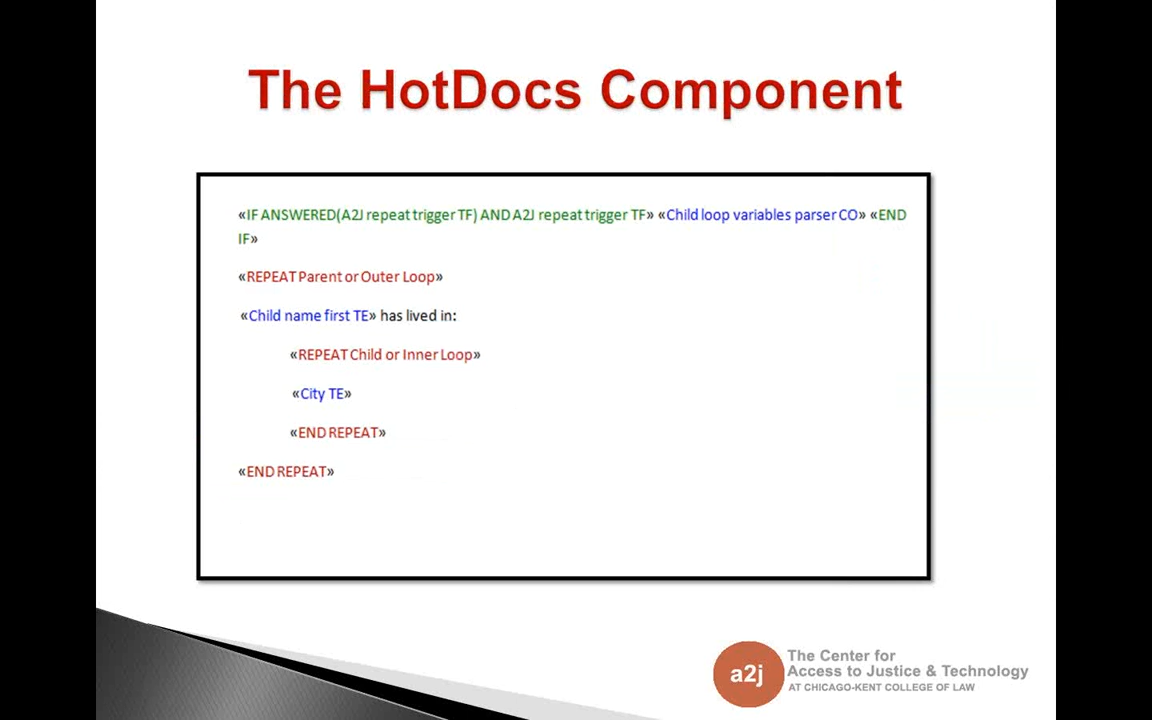 The HotDocs Component
«IF ANSWERED(A2J repeat trigger TF) AND A2J repeat trigger TF» «Child loop variables parser CO» «END
IF»
«REPEAT Parent or Outer Loop»
«Child name first TE» has lived in:
«REPEAT Child or Inner Loop»
«City TE»
«END REPEAT»
«END REPEAT»
a2j
The Center for
Access to Justice & Technology
AT CHICAGO-KENT COLLEGE OF LAW